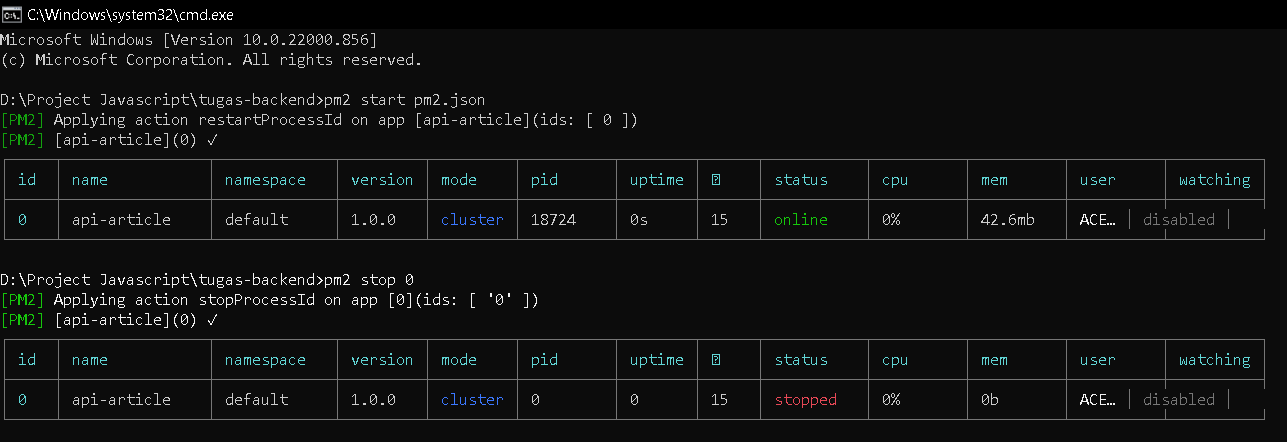 C:\Windows\system32\cmd.exe
Microsoft Windows [Version 10.0.22000.856]
(c) Microsoft Corporation. All rights reserved.
D:\Project Javascript\tugas-backend>pm2 start pm2.json
[PM2] Applying action restartProcessId on app [api-article](ids: [ 0 ])
[PM2] [api-article](0) ✓
id name namespace version mode pid uptime status cpu mem user watching
0 api-article default 1.0.0 cluster 18724 0s 15 online 0% 42.6mb ACE… disabled
D:\Project Javascript\tugas-backend>pm2 stop 0
[PM2] Applying action stopProcessId on app [0](ids: [ '0' ])
[PM2] [api-article](0) ✓
id name namespace version mode pid uptime status cpu mem user watching
0 api-article default 1.0.0 cluster 0 0 15 stopped 0% 0b ACE… disabled